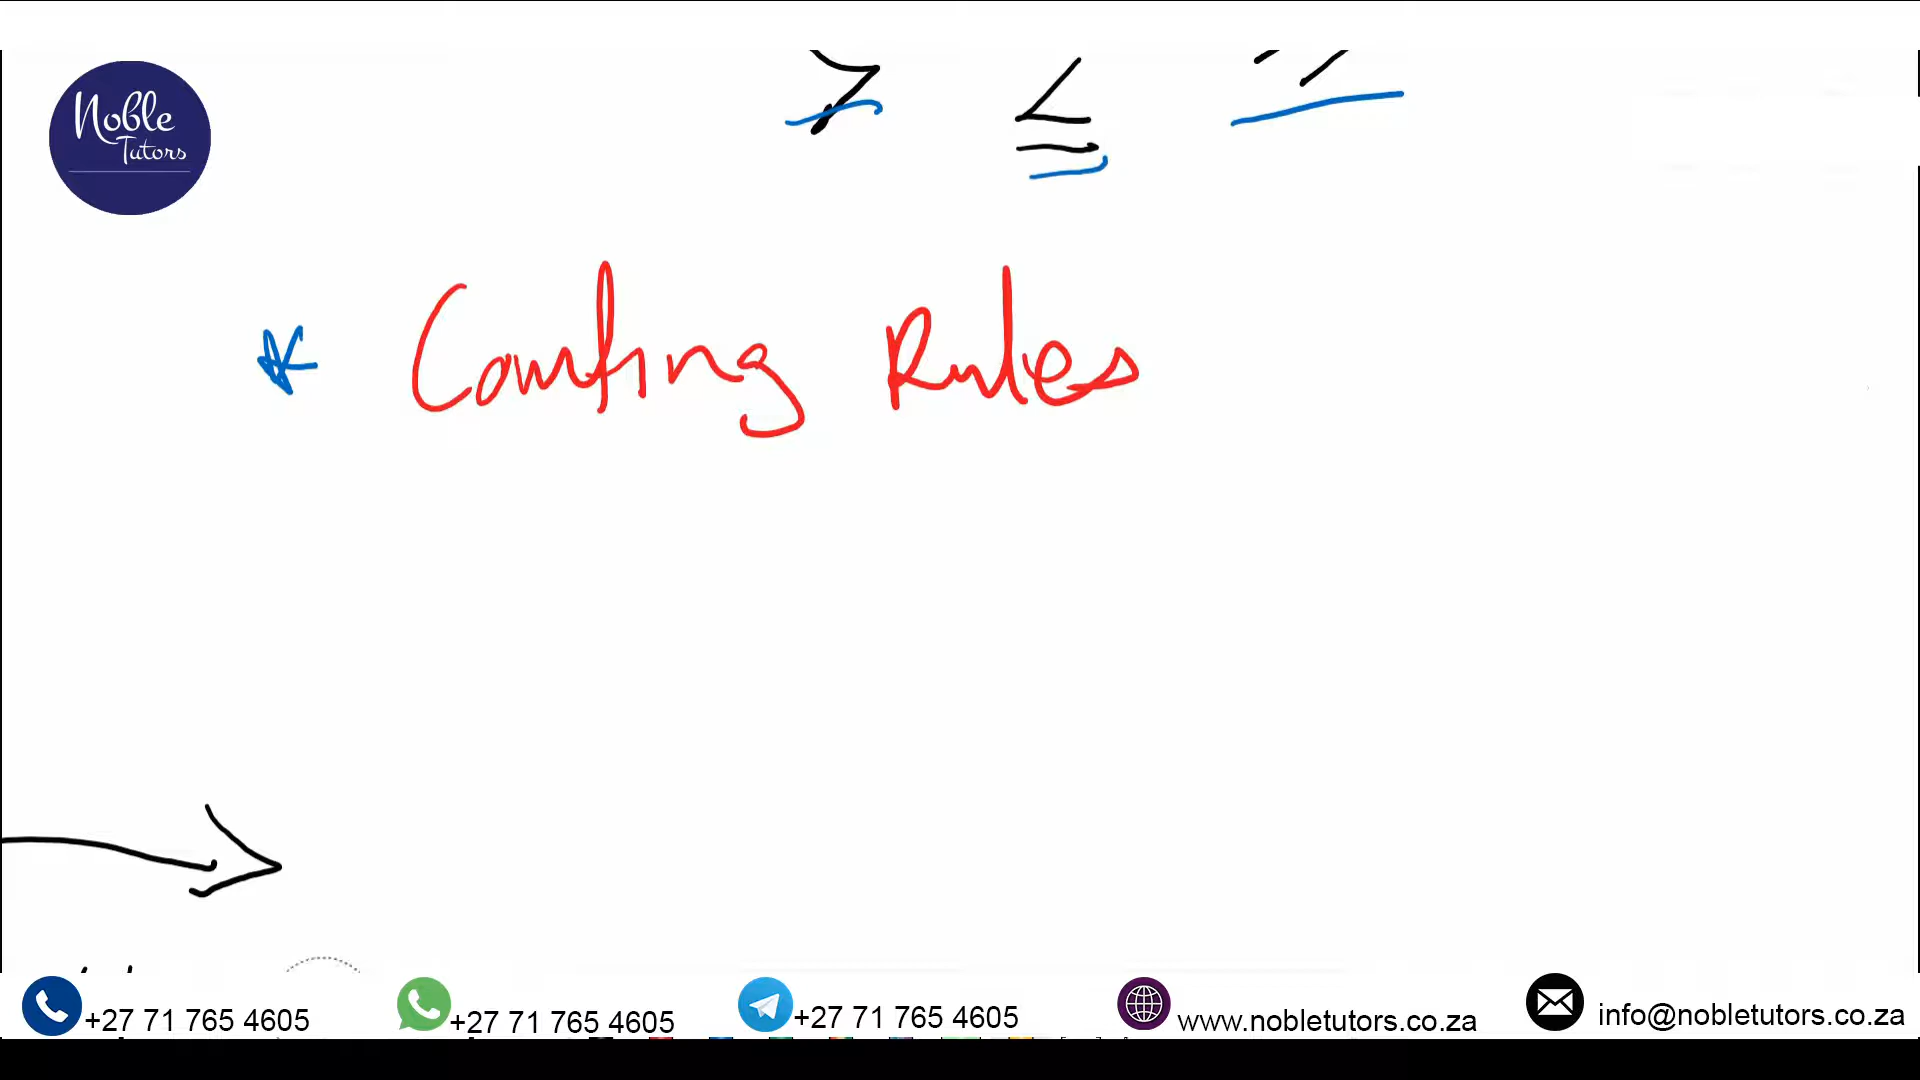 Noble
Tutors
* Counting Rules
+27 71 765 4605
+27 71 765 4605
+27 71 765 4605
www.nobletutors.co.za
info@nobletutors.co.za